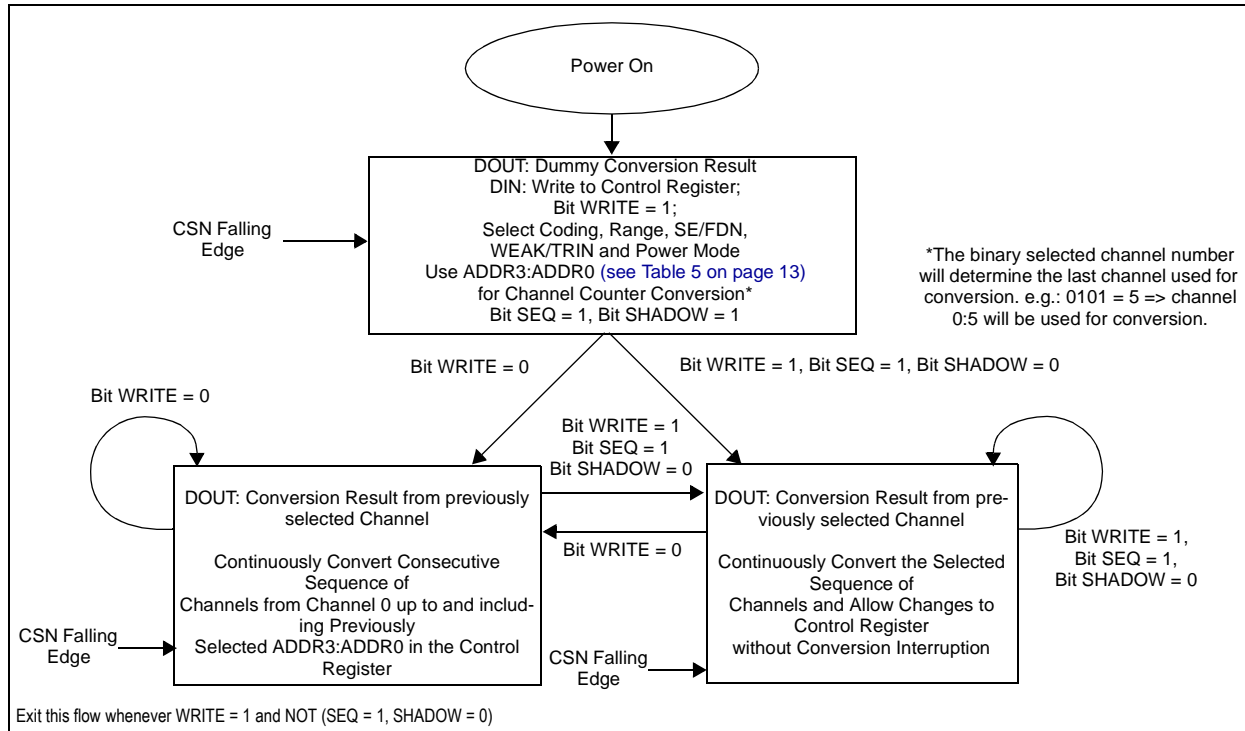 Power On
DOUT: Dummy Conversion Result
DIN: Write to Control Register;
Bit WRITE = 1;
Select Coding, Range, SE/FDN,
WEAK/TRIN and Power Mode
Use ADDR3:ADDR0 (see Table 5 on page 13)
for Channel Counter Conversion*
Bit SEQ = 1, Bit SHADOW = 1
CSN Falling
Edge
*The binary selected channel number
will determine the last channel used for
conversion. e.g.: 0101 = 5 => channel
0:5 will be used for conversion.
Bit WRITE = 0
Bit WRITE = 1, Bit SEQ = 1, Bit SHADOW = 0
Bit WRITE = 0
Bit WRITE = 1
Bit SEQ = 1
Bit SHADOW = 0
DOUT: Conversion Result from previously
selected Channel
Continuously Convert Consecutive
Sequence of
Channels from Channel 0 up to and includ-
ing Previously
Selected ADDR3:ADDR0 in the Control
Register
CSN Falling
Edge
Bit WRITE = 0
DOUT: Conversion Result from pre-
viously selected Channel
Continuously Convert the Selected
Sequence of
Channels and Allow Changes to
Control Register
without Conversion Interruption
CSN Falling
Edge
Bit WRITE = 1,
Bit SEQ = 1,
Bit SHADOW = 0
Exit this flow whenever WRITE = 1 and NOT (SEQ = 1, SHADOW = 0)